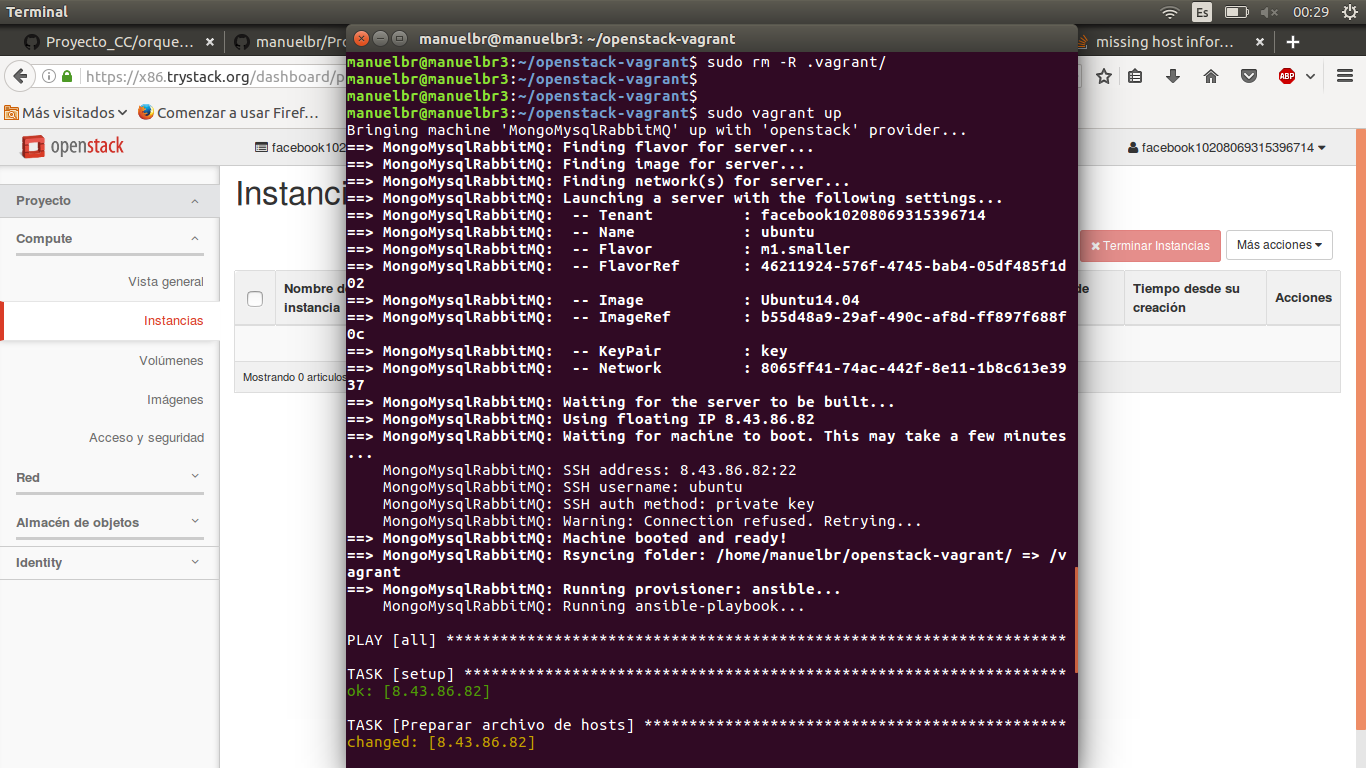 Terminal
Es
00:29
Proyecto_CC/orque...
manuelbr/Pro
manuelbr@manuelbr3: ~/openstack-vagrant
missing host infor...
https://x86.trystack.org/dashboard/p
ABP
Más visitados
Comenzar a usar Firef...
openstack
facebook102
facebook10208069315396714
Proyecto
Compute
Vista general
Instancias
Volúmenes
Imágenes
Acceso y seguridad
Red
Almacén de objetos
Identity
Instanci
Terminar Instancias
Más acciones
Nombre d
instancia
de
Tiempo desde su
creación
Acciones
Mostrando 0 articulos
manuelbr@manuelbr3:~/openstack-vagrant$ sudo rm -R .vagrant/
manuelbr@manuelbr3:~/openstack-vagrant$
manuelbr@manuelbr3:~/openstack-vagrant$
manuelbr@manuelbr3:~/openstack-vagrant$ sudo vagrant up
Bringing machine 'MongoMysqlRabbitMQ' up with 'openstack' provider...
==> MongoMysqlRabbitMQ: Finding flavor for server...
==> MongoMysqlRabbitMQ: Finding image for server...
==> MongoMysqlRabbitMQ: Finding network(s) for server...
==> MongoMysqlRabbitMQ: Launching a server with the following settings...
==> MongoMysqlRabbitMQ:  -- Tenant          : facebook10208069315396714
==> MongoMysqlRabbitMQ:  -- Name            : ubuntu
==> MongoMysqlRabbitMQ:  -- Flavor          : m1.smaller
==> MongoMysqlRabbitMQ:  -- FlavorRef       : 46211924-576f-4745-bab4-05df485f1d
02
==> MongoMysqlRabbitMQ:  -- Image           : Ubuntu14.04
==> MongoMysqlRabbitMQ:  -- ImageRef        : b55d48a9-29af-490c-af8d-ff897f688f
0c
==> MongoMysqlRabbitMQ:  -- KeyPair         : key
==> MongoMysqlRabbitMQ:  -- Network         : 8065ff41-74ac-442f-8e11-1b8c613e39
37
==> MongoMysqlRabbitMQ: Waiting for the server to be built...
==> MongoMysqlRabbitMQ: Using floating IP 8.43.86.82
==> MongoMysqlRabbitMQ: Waiting for machine to boot. This may take a few minutes
...
    MongoMysqlRabbitMQ: SSH address: 8.43.86.82:22
    MongoMysqlRabbitMQ: SSH username: ubuntu
    MongoMysqlRabbitMQ: SSH auth method: private key
    MongoMysqlRabbitMQ: Warning: Connection refused. Retrying...
==> MongoMysqlRabbitMQ: Machine booted and ready!
==> MongoMysqlRabbitMQ: Rsyncing folder: /home/manuelbr/openstack-vagrant/ => /v
agrant
==> MongoMysqlRabbitMQ: Running provisioner: ansible...
    MongoMysqlRabbitMQ: Running ansible-playbook...
PLAY [all] *********************************************************************
TASK [setup] *******************************************************************
ok: [8.43.86.82]
TASK [Preparar archivo de hosts] ***********************************************
changed: [8.43.86.82]